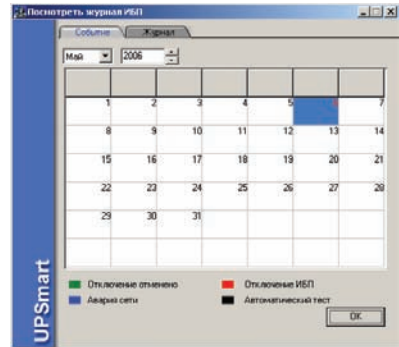 Посмотреть журнал ИБП
Событие Журнал
Май 2006
1 2 3 4 5 6 7
8 9 10 11 12 13 14
15 16 17 18 19 20 21
22 23 24 25 26 27 28
29 30 31
Отключение отменено Отключение ИБП
Авария сети Автоматический тест
OK
UPSmart